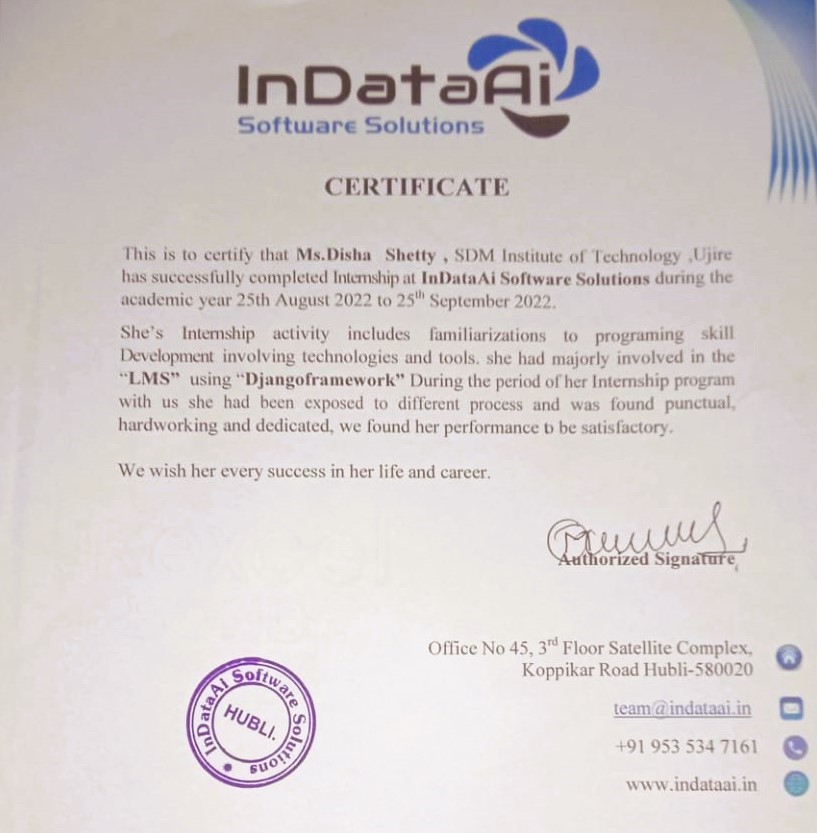 InDataAi
Software Solutions
CERTIFICATE
This is to certify that Ms.Disha Shetty , SDM Institute of Technology ,Ujire
has successfully completed Internship at InDataAi Software Solutions during the
academic year 25th August 2022 to 25th September 2022.
She's Internship activity includes familiarizations to programing skill
Development involving technologies and tools. she had majorly involved in the
“LMS” using “Djangoframework” During the period of her Internship program
with us she had been exposed to different process and was found punctual,
hardworking and dedicated, we found her performance to be satisfactory.
We wish her every success in her life and career.
Authorized Signature
Office No 45, 3rd Floor Satellite Complex,
Koppikar Road Hubli-580020
team@indataai.in
+91 953 534 7161
www.indataai.in
InDataAi Software Solutions
HUBLI.